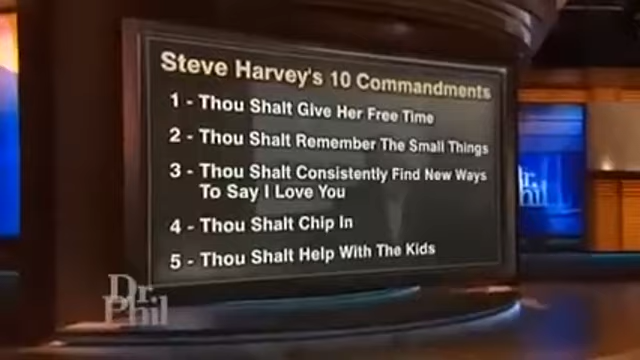 Steve Harvey's 10 Commandments
1 - Thou Shalt Give Her Free Time
2 - Thou Shalt Remember The Small Things
3 - Thou Shalt Consistently Find New Ways
To Say I Love You
4 - Thou Shalt Chip In
5 - Thou Shalt Help With The Kids
Dr.
Phil
Dr.
Phil